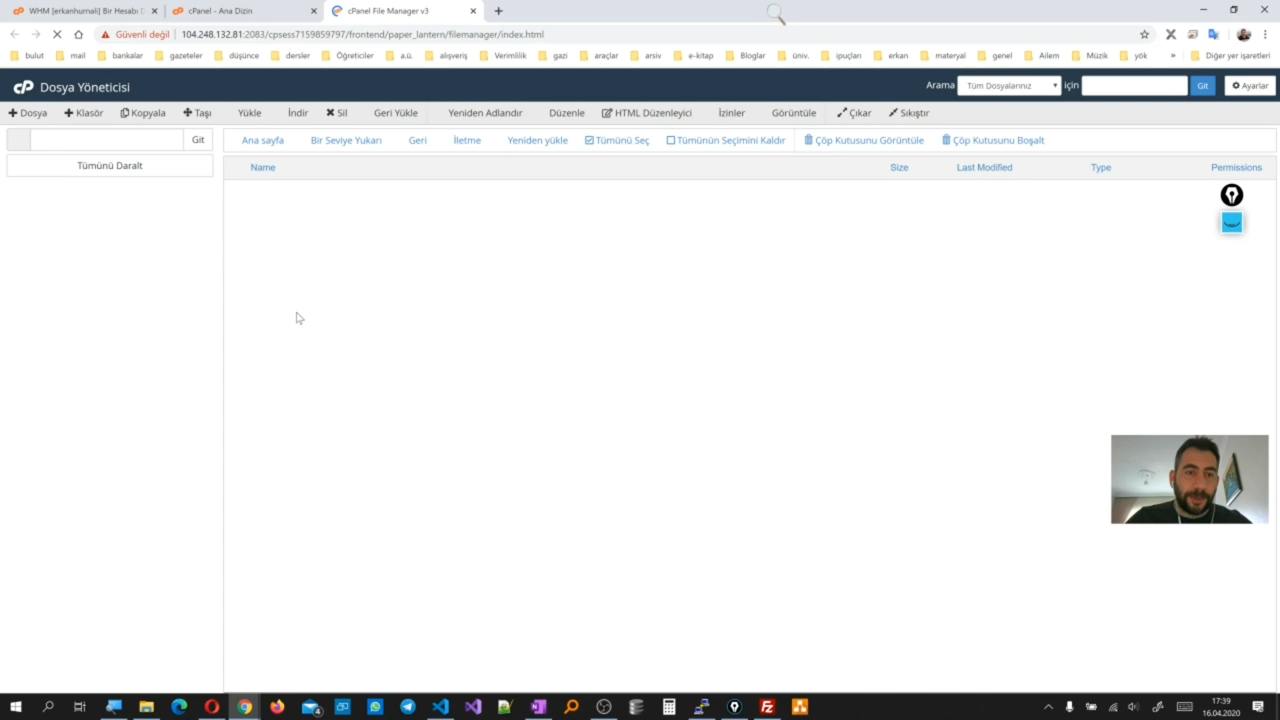 WHM [erkanhurnali] Bir Hesabı D
cPanel - Ana Dizin
cPanel File Manager v3
Güvenli değil
104.248.132.81:2083/cpsess7159859797/frontend/paper_lantern/filemanager/index.html
bulut mail bankalar gazeteler düşünce dersler Öğreticiler a.ü. alışveriş Verimlilik gazi araçlar arsiv e-kitap Bloglar üniv. ipuçları erkan materyal genel Ailem Müzik yök » Diğer yer işaretleri
cP Dosya Yöneticisi
Arama Tüm Dosyalarınız için Git Ayarlar
Dosya Klasör Kopyala Taşı Yükle İndir Sil Geri Yükle Yeniden Adlandır Düzenle HTML Düzenleyici İzinler Görüntüle Çıkar Sıkıştır
Git
Ana sayfa Bir Seviye Yukarı Geri İletme Yeniden yükle Tümünü Seç Tümünün Seçimini Kaldır Çöp Kutusunu Görüntüle Çöp Kutusunu Boşalt
Tümünü Daralt
Name Size Last Modified Type Permissions
17:39
16.04.2020